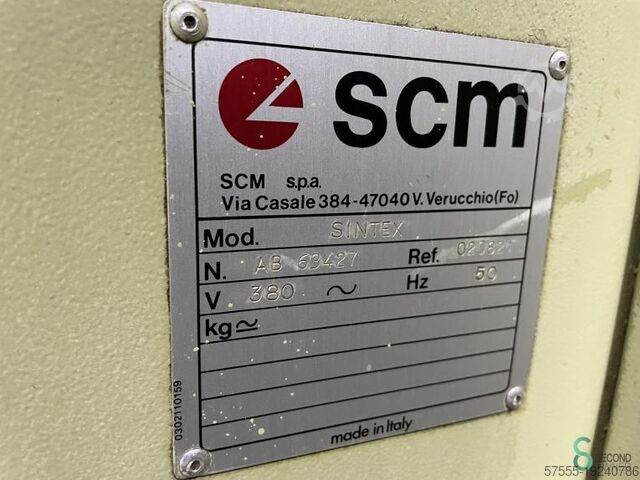 scm
SCM s.p.a.
Via Casale 384-47040 V. Verucchio (Fo)
Mod. SINTEX
N. AB 63427 Ref.
V 380 ~ Hz 50
kg≃
made in Italy
0302110159
SECOND
57555-19240786